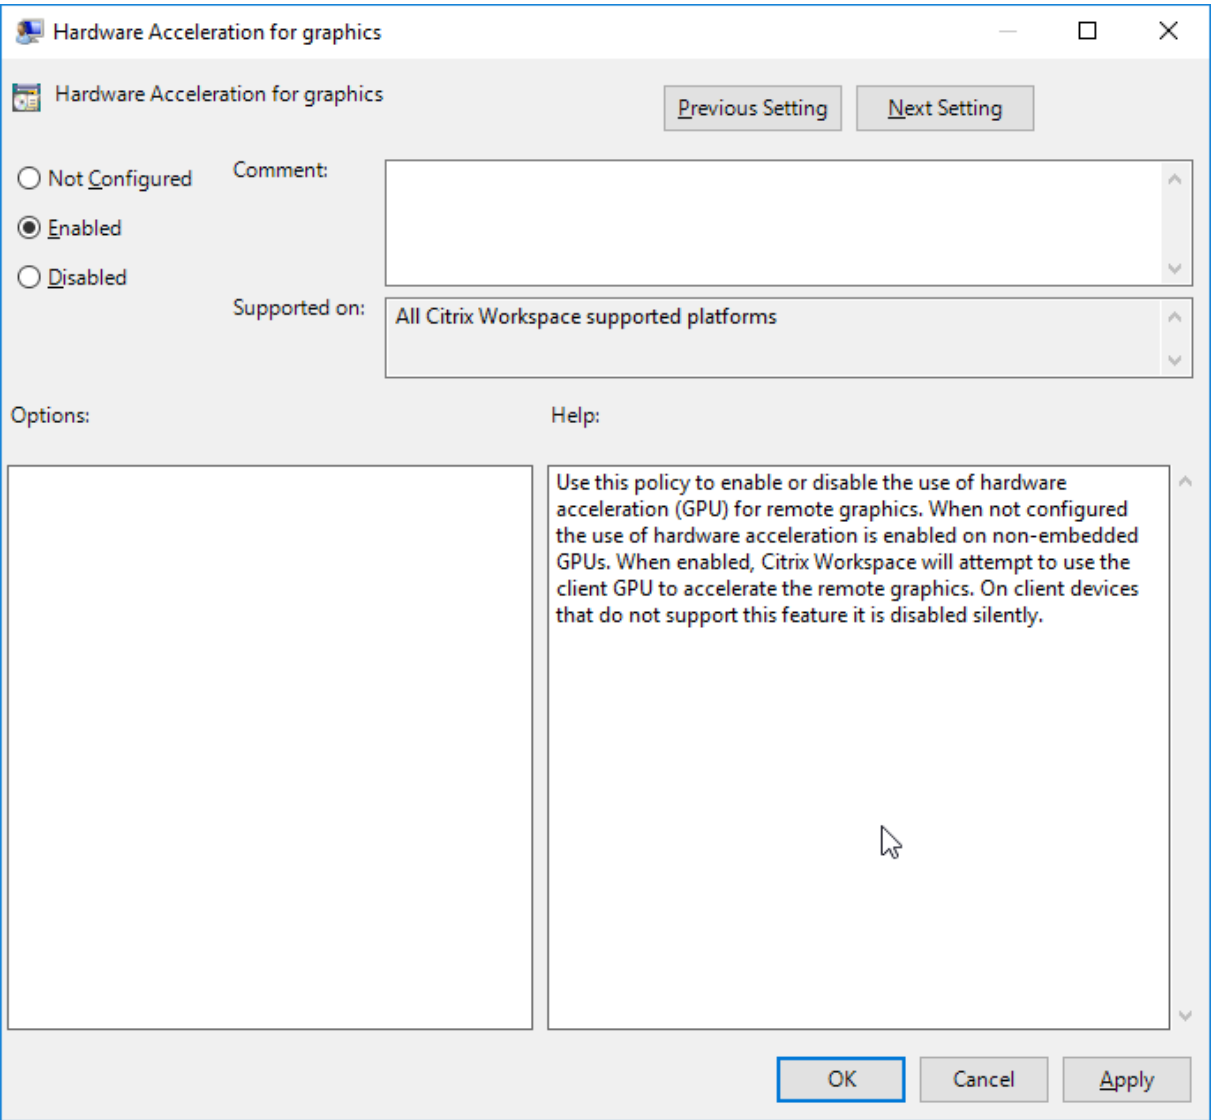 Hardware Acceleration for graphics
Hardware Acceleration for graphics
Previous Setting
Next Setting
Not Configured
Enabled
Disabled
Comment:
Supported on:
All Citrix Workspace supported platforms
Options:
Help:
Use this policy to enable or disable the use of hardware
acceleration (GPU) for remote graphics. When not configured
the use of hardware acceleration is enabled on non-embedded
GPUs. When enabled, Citrix Workspace will attempt to use the
client GPU to accelerate the remote graphics. On client devices
that do not support this feature it is disabled silently.
OK
Cancel
Apply